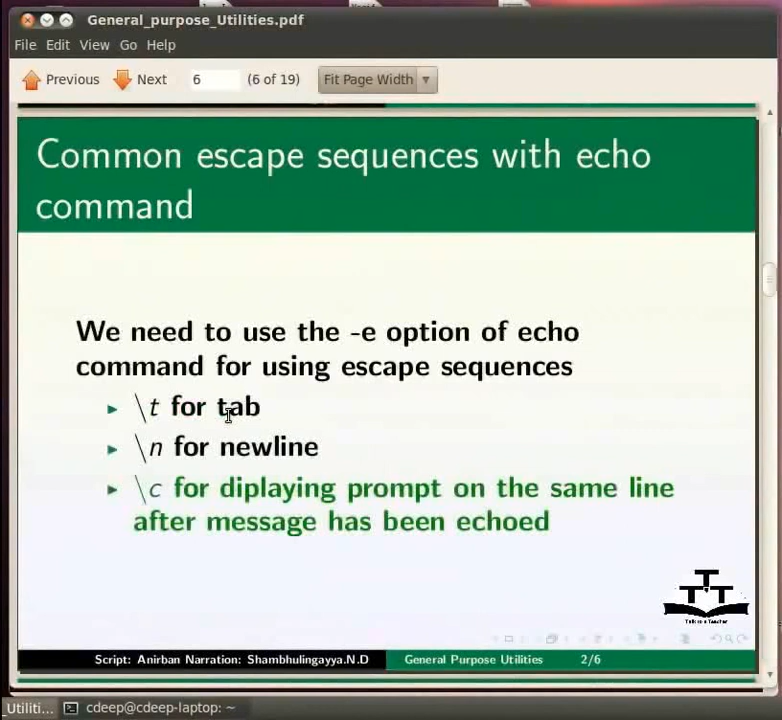 General_purpose_Utilities.pdf
File Edit View Go Help
Previous Next 6 (6 of 19) Fit Page Width
Common escape sequences with echo
command
We need to use the -e option of echo
command for using escape sequences
\t for tab
\n for newline
\c for diplaying prompt on the same line
after message has been echoed
Script: Anirban Narration: Shambhulingayya.N.D General Purpose Utilities 2/6
Utiliti... cdeep@cdeep-laptop: ~